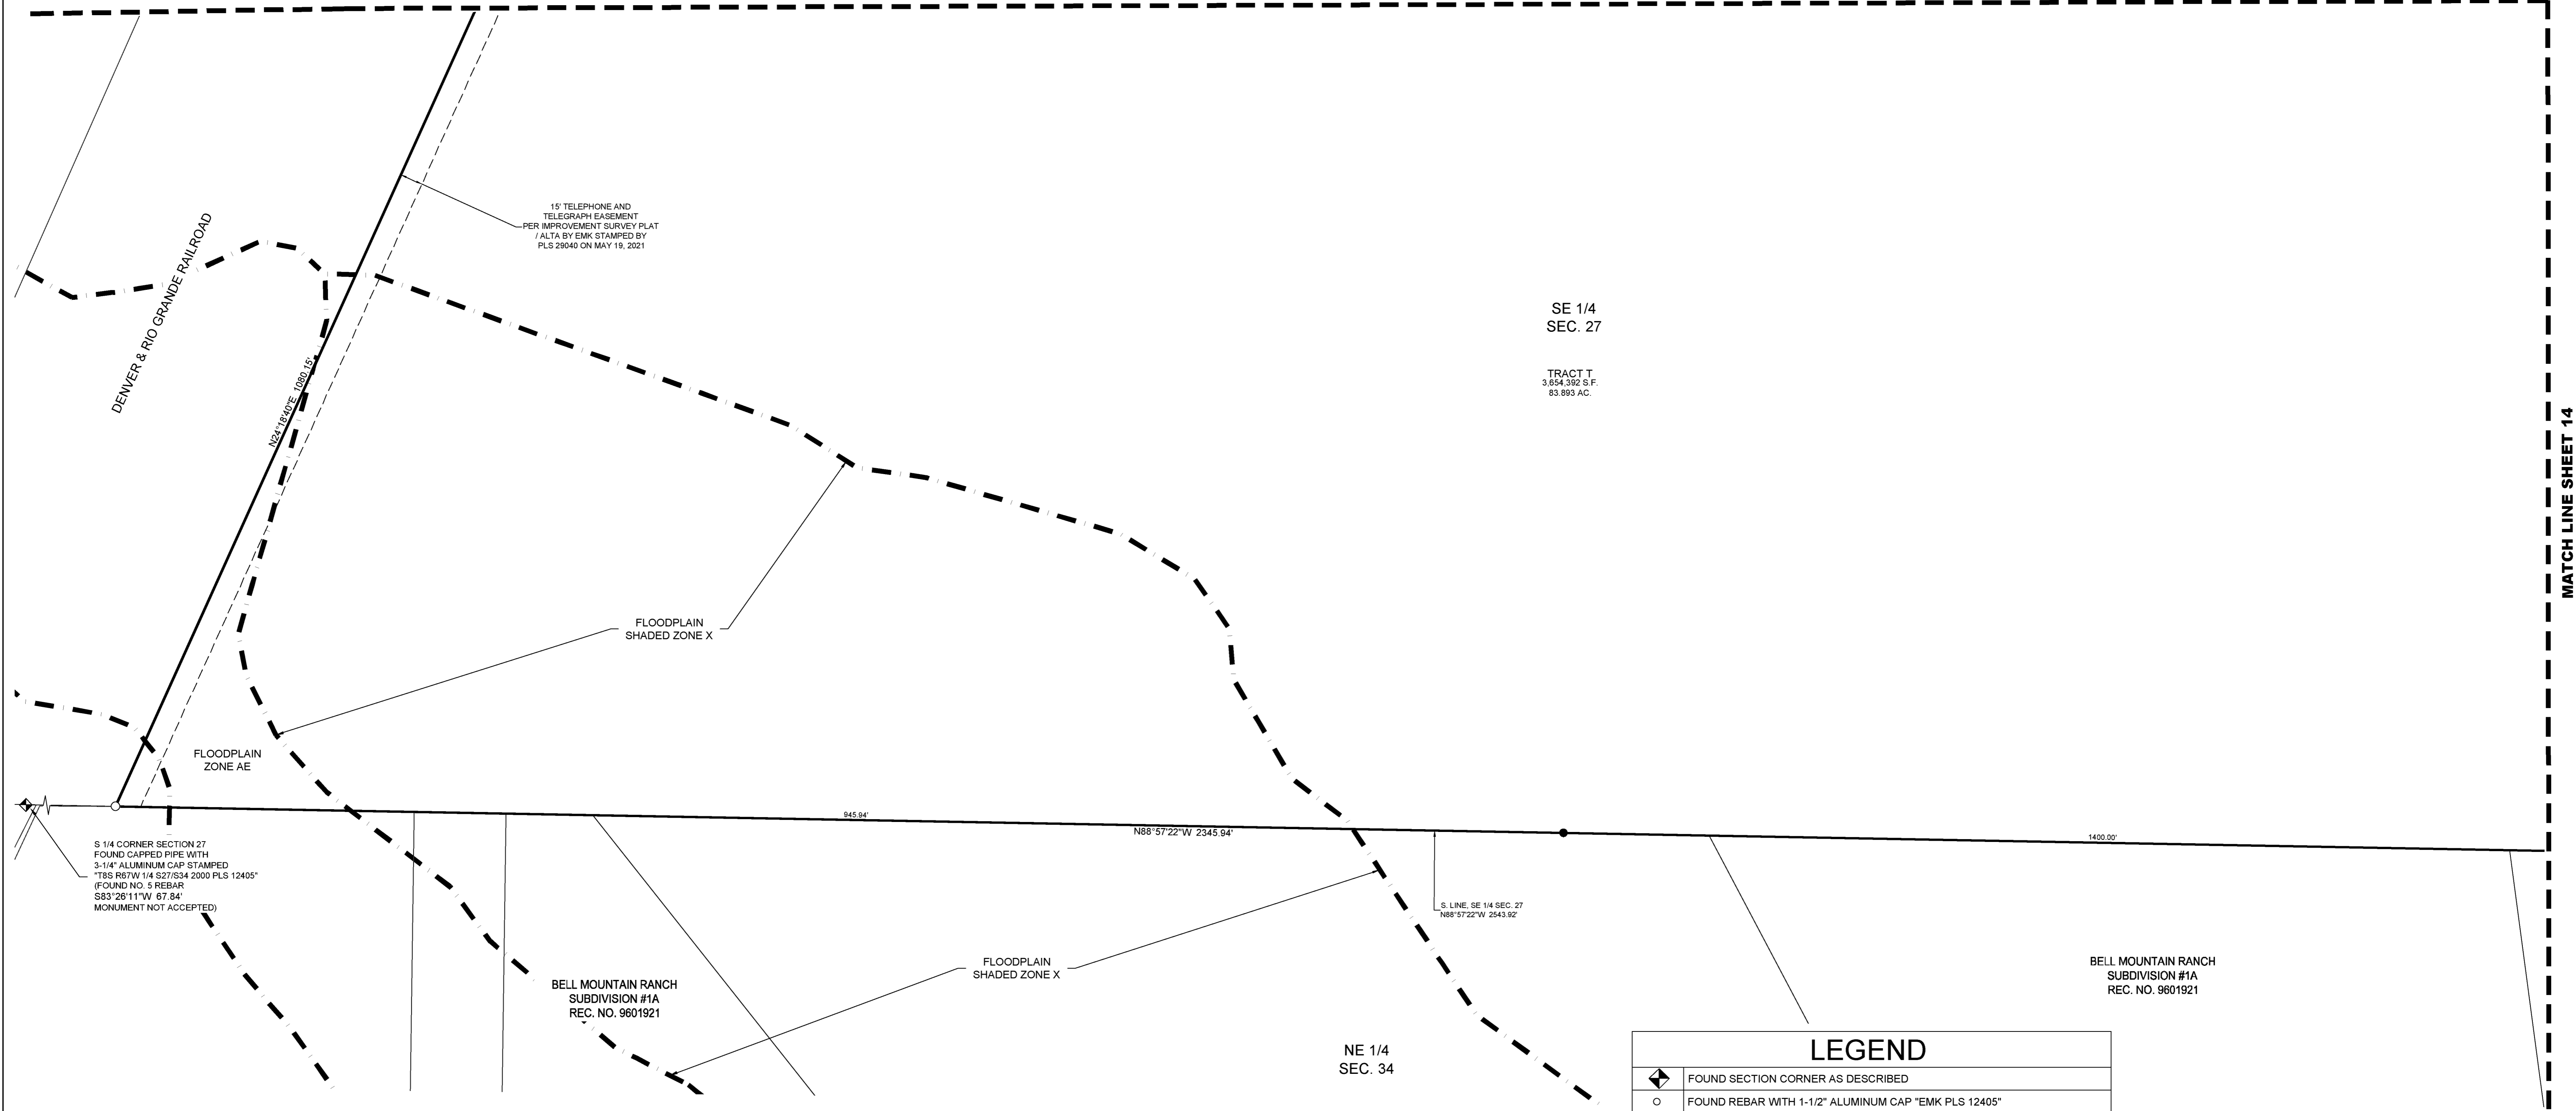 15' TELEPHONE AND
TELEGRAPH EASEMENT
PER IMPROVEMENT SURVEY PLAT
/ ALTA BY EMK STAMPED BY
PLS 29040 ON MAY 19, 2021
DENVER & RIO GRANDE RAILROAD
N24°18'40"E 1080.15'
SE 1/4
SEC. 27
TRACT T
3,654,392 S.F.
83.893 AC.
MATCH LINE SHEET 14
FLOODPLAIN
SHADED ZONE X
FLOODPLAIN
ZONE AE
945.94'
N88°57'22"W 2345.94'
1400.00'
S 1/4 CORNER SECTION 27
FOUND CAPPED PIPE WITH
3-1/4" ALUMINUM CAP STAMPED
"T8S R67W 1/4 S27/S34 2000 PLS 12405"
(FOUND NO. 5 REBAR
S83°26'11"W 67.84'
MONUMENT NOT ACCEPTED)
S. LINE, SE 1/4 SEC. 27
N88°57'22"W 2543.92'
FLOODPLAIN
SHADED ZONE X
BELL MOUNTAIN RANCH
SUBDIVISION #1A
REC. NO. 9601921
BELL MOUNTAIN RANCH
SUBDIVISION #1A
REC. NO. 9601921
NE 1/4
SEC. 34
LEGEND
FOUND SECTION CORNER AS DESCRIBED
FOUND REBAR WITH 1-1/2" ALUMINUM CAP "EMK PLS 12405"